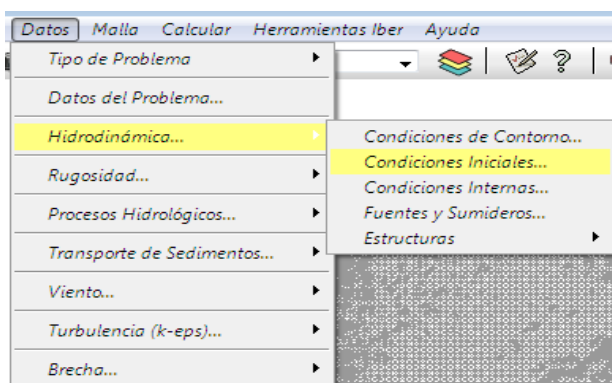 Datos Malla Calcular Herramientas Iber Ayuda
Tipo de Problema
Datos del Problema...
Hidrodinámica...
Condiciones de Contorno...
Condiciones Iniciales...
Condiciones Internas...
Fuentes y Sumideros...
Estructuras
Rugosidad...
Procesos Hidrológicos...
Transporte de Sedimentos...
Viento...
Turbulencia (k-eps)...
Brecha...